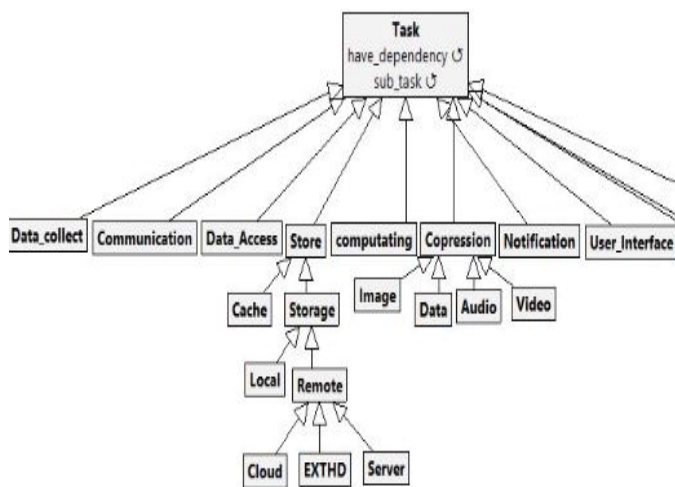 Task
have_dependency ↺
sub_task ↺
Data_collect
Communication
Data_Access
Store
computating
Copression
Notification
User_Interface
Cache
Storage
Image
Data
Audio
Video
Local
Remote
Cloud
EXTHD
Server